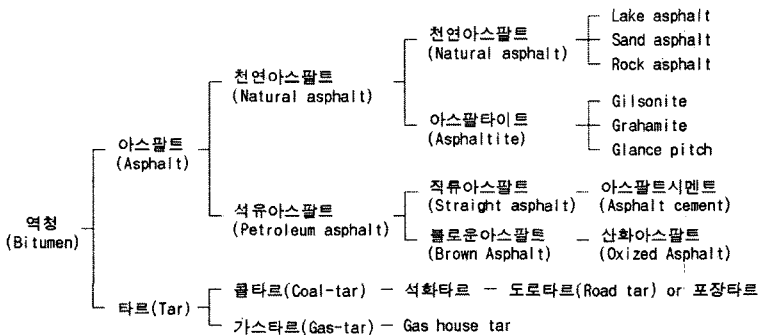 천연아스팔트
(Natural asphalt)
Lake asphalt
Sand asphalt
Rock asphalt
천연아스팔트
(Natural asphalt)
아스팔타이트
(Asphaltite)
Gilsonite
Grahamite
Glance pitch
아스팔트
(Asphalt)
석유아스팔트
(Petroleum asphalt)
직류아스팔트
(Straight asphalt)
아스팔트시멘트
(Asphalt cement)
블로운아스팔트
(Brown Asphalt)
산화아스팔트
(Oxized Asphalt)
역청
(Bitumen)
타르(Tar)
콜타르(Coal-tar) — 석화타르 — 도로타르(Road tar) or 포장타르
가스타르(Gas-tar) — Gas house tar